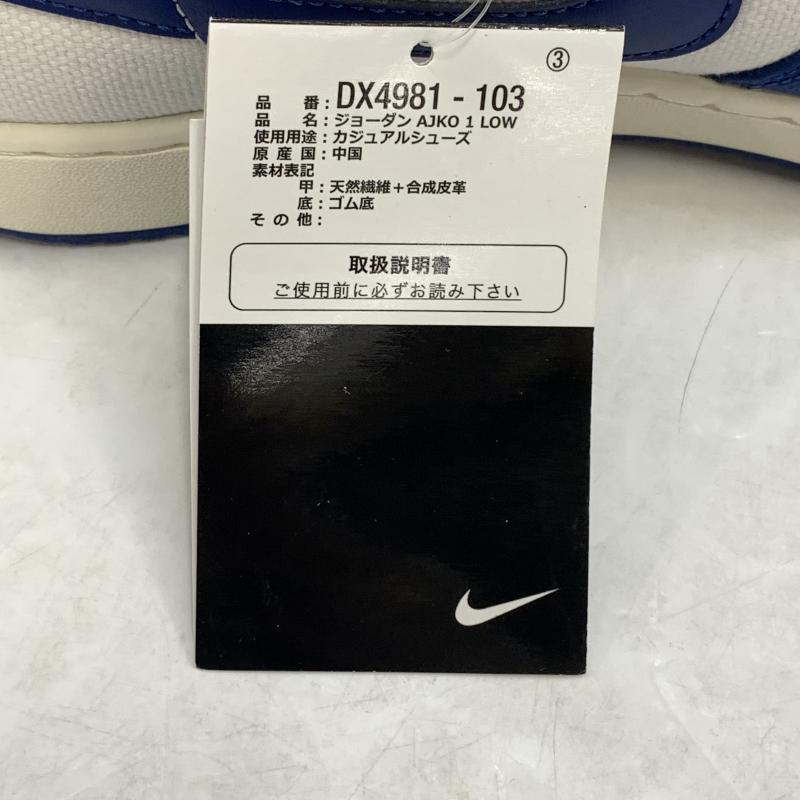 ③
品 番：DX4981 - 103
品 名：ジョーダン AJKO 1 LOW
使用用途：カジュアルシューズ
原 産 国：中国
素材表記
甲：天然繊維＋合成皮革
底：ゴム底
そ の 他：
取扱説明書
ご使用前に必ずお読み下さい